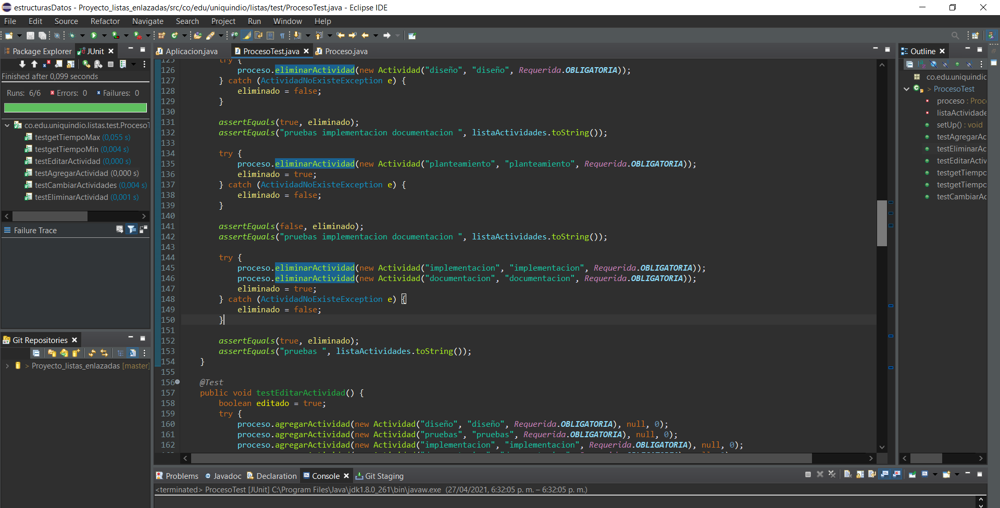 estructurasDatos - Proyecto_listas_enlazadas/src/co/edu/uniquindio/listas/test/ProcesoTest.java - Eclipse IDE
File Edit Source Refactor Navigate Search Project Run Window Help
Package Explorer JUnit
Finished after 0,099 seconds
Runs: 6/6 Errors: 0 Failures: 0
co.edu.uniquindio.listas.test.ProcesoT
testgetTiempoMax (0,055 s)
testgetTiempoMin (0,004 s)
testEditarActividad (0,000 s)
testAgregarActividad (0,000 s)
testCambiarActividades (0,004 s)
testEliminarActividad (0,001 s)
Failure Trace
Git Repositories
> Proyecto_listas_enlazadas [master]
Aplicacion.java ProcesoTest.java Proceso.java
125 try {
126 proceso.eliminarActividad(new Actividad("diseño", "diseño", Requerida.OBLIGATORIA));
127 } catch (ActividadNoExisteException e) {
128 eliminado = false;
129 }
130
131 assertEquals(true, eliminado);
132 assertEquals("pruebas implementacion documentacion ", listaActividades.toString());
133
134 try {
135 proceso.eliminarActividad(new Actividad("planteamiento", "planteamiento", Requerida.OBLIGATORIA));
136 eliminado = true;
137 } catch (ActividadNoExisteException e) {
138 eliminado = false;
139 }
140
141 assertEquals(false, eliminado);
142 assertEquals("pruebas implementacion documentacion ", listaActividades.toString());
143
144 try {
145 proceso.eliminarActividad(new Actividad("implementacion", "implementacion", Requerida.OBLIGATORIA));
146 proceso.eliminarActividad(new Actividad("documentacion", "documentacion", Requerida.OBLIGATORIA));
147 eliminado = true;
148 } catch (ActividadNoExisteException e) {
149 eliminado = false;
150 }
151
152 assertEquals(true, eliminado);
153 assertEquals("pruebas ", listaActividades.toString());
154 }
155
156 @Test
157 public void testEditarActividad() {
158 boolean editado = true;
159 try {
160 proceso.agregarActividad(new Actividad("diseño", "diseño", Requerida.OBLIGATORIA), null, 0);
161 proceso.agregarActividad(new Actividad("pruebas", "pruebas", Requerida.OBLIGATORIA), null, 0);
162 proceso.agregarActividad(new Actividad("implementacion", "implementacion", Requerida.OBLIGATORIA), null, 0);
Outline
co.edu.uniquindic
> ProcesoTest
proceso : Proce
listaActividade
setUp() : void
testAgregarAc
testEliminarAc
testEditarActiv
testgetTiempo
testgetTiempo
testCambiarAc
Problems Javadoc Declaration Console Git Staging
<terminated> ProcesoTest [JUnit] C:\Program Files\Java\jdk1.8.0_261\bin\javaw.exe (27/04/2021, 6:32:05 p. m. – 6:32:05 p. m.)